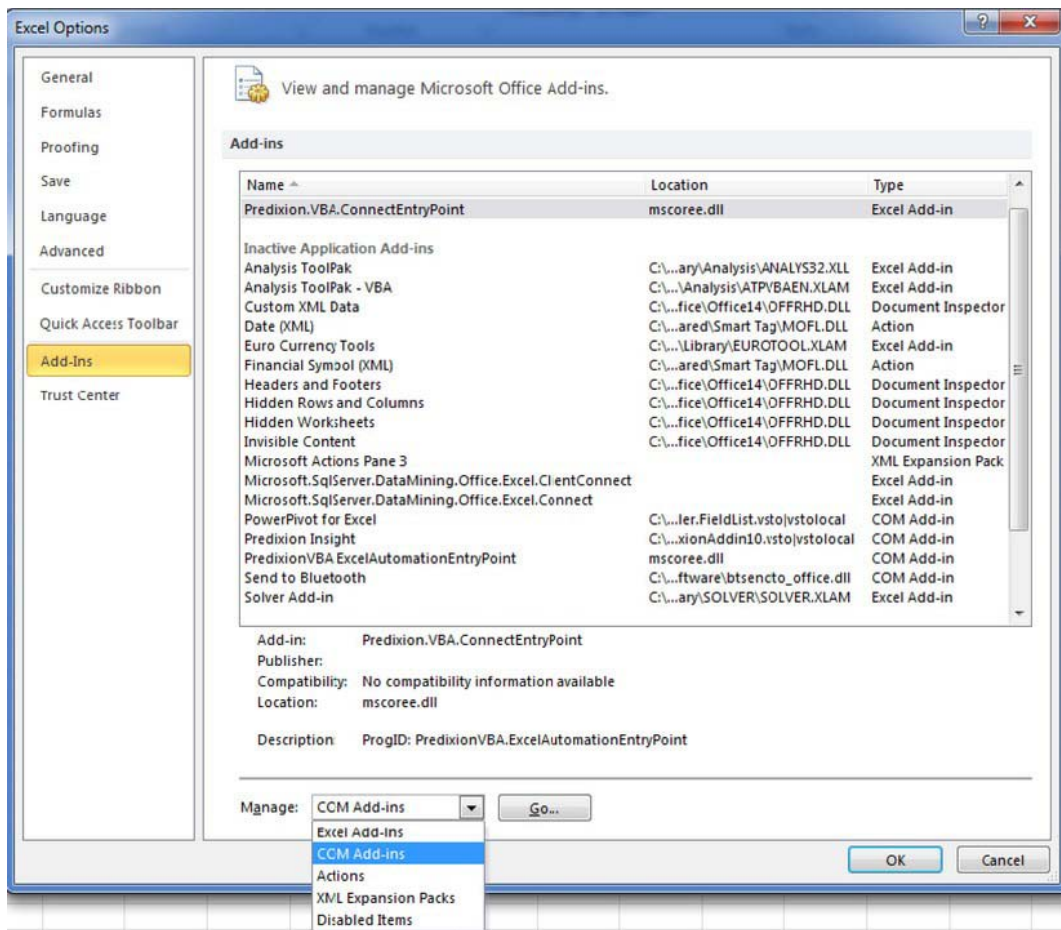 Excel Options
General
Formulas
Proofing
Save
Language
Advanced
Customize Ribbon
Quick Access Toolbar
Add-Ins
Trust Center
View and manage Microsoft Office Add-ins.
Add-ins
Name Location Type
Predixion.VBA.ConnectEntryPoint mscoree.dll Excel Add-in
Inactive Application Add-ins
Analysis ToolPak C:\...ary\Analysis\ANALYS32.XLL Excel Add-in
Analysis ToolPak - VBA C:\...\Analysis\ATPVBAEN.XLAM Excel Add-in
Custom XML Data C:\...fice\Office14\OFFRHD.DLL Document Inspector
Date (XML) C:\...ared\Smart Tag\MOFL.DLL Action
Euro Currency Tools C:\...\Library\EUROTOOL.XLAM Excel Add-in
Financial Symbol (XML) C:\...ared\Smart Tag\MOFL.DLL Action
Headers and Footers C:\...fice\Office14\OFFRHD.DLL Document Inspector
Hidden Rows and Columns C:\...fice\Office14\OFFRHD.DLL Document Inspector
Hidden Worksheets C:\...fice\Office14\OFFRHD.DLL Document Inspector
Invisible Content C:\...fice\Office14\OFFRHD.DLL Document Inspector
Microsoft Actions Pane 3 XML Expansion Pack
Microsoft.SqlServer.DataMining.Office.Excel.ClientConnect Excel Add-in
Microsoft.SqlServer.DataMining.Office.Excel.Connect Excel Add-in
PowerPivot for Excel C:\...ler.FieldList.vsto|vstolocal COM Add-in
Predixion Insight C:\...xionAddin10.vsto|vstolocal COM Add-in
PredixionVBA.ExcelAutomationEntryPoint mscoree.dll COM Add-in
Send to Bluetooth C:\...ftware\btsencto_office.dll COM Add-in
Solver Add-in C:\...ary\SOLVER\SOLVER.XLAM Excel Add-in
Add-in: Predixion.VBA.ConnectEntryPoint
Publisher:
Compatibility: No compatibility information available
Location: mscoree.dll
Description: ProgID: PredixionVBA.ExcelAutomationEntryPoint
Manage: COM Add-ins Go...
Excel Add-ins
COM Add-ins
Actions
XML Expansion Packs
Disabled Items
OK Cancel